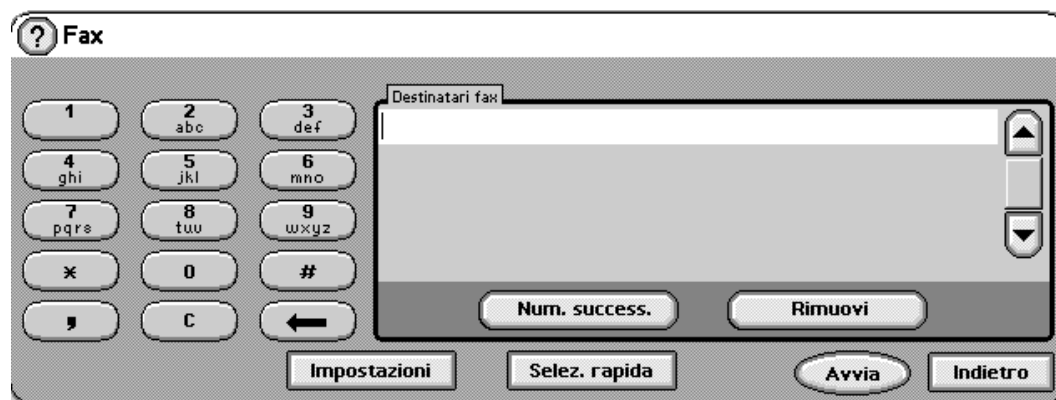 ? Fax
Destinatari fax
1
2
abc
3
def
4
ghi
5
jkl
6
mno
7
pqrs
8
tuv
9
wxyz
*
0
#
,
C
Num. success.
Rimuovi
Impostazioni
Selez. rapida
Avvia
Indietro